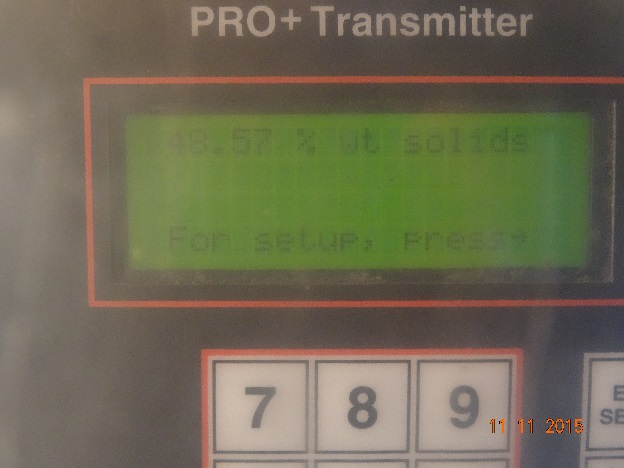 PRO+ Transmitter
48.57 % wt solids
For setup, press→
7 8 9
11 11 2015